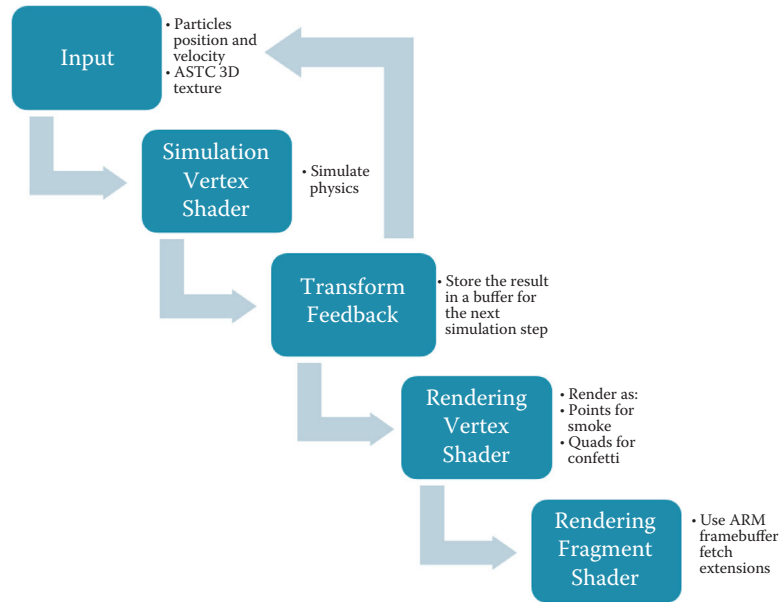 Input
• Particles
position and
velocity
• ASTC 3D
texture
Simulation
Vertex
Shader
• Simulate
physics
Transform
Feedback
• Store the result
in a buffer for
the next
simulation step
Rendering
Vertex
Shader
• Render as:
• Points for
smoke
• Quads for
confetti
Rendering
Fragment
Shader
• Use ARM
framebuffer
fetch
extensions